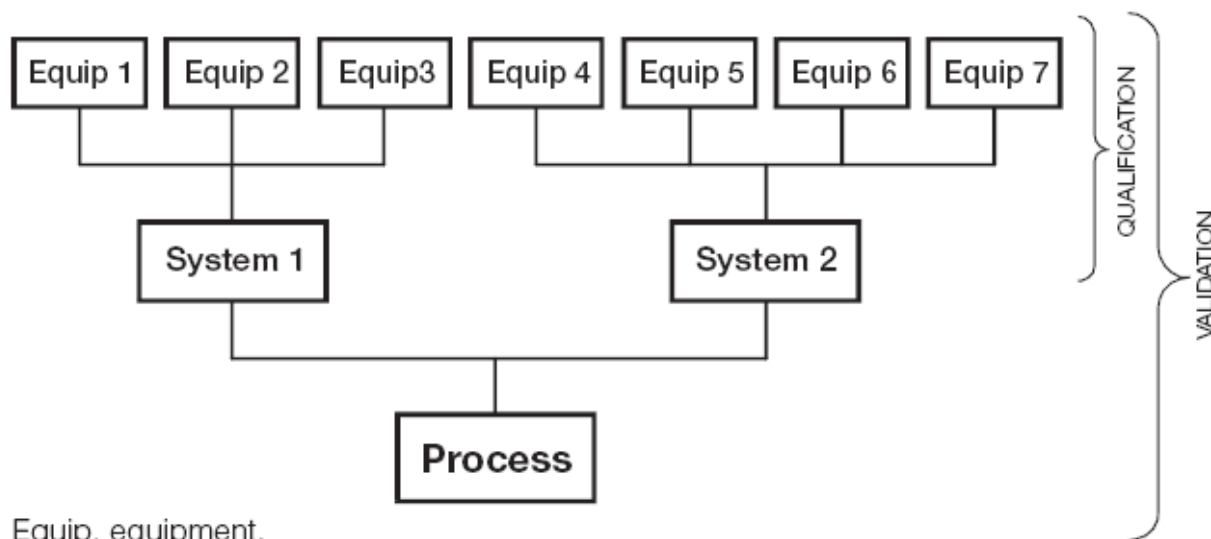 Equip 1 Equip 2 Equip3 Equip 4 Equip 5 Equip 6 Equip 7
QUALIFICATION
System 1 System 2
VALIDATION
Process
Equip, equipment.